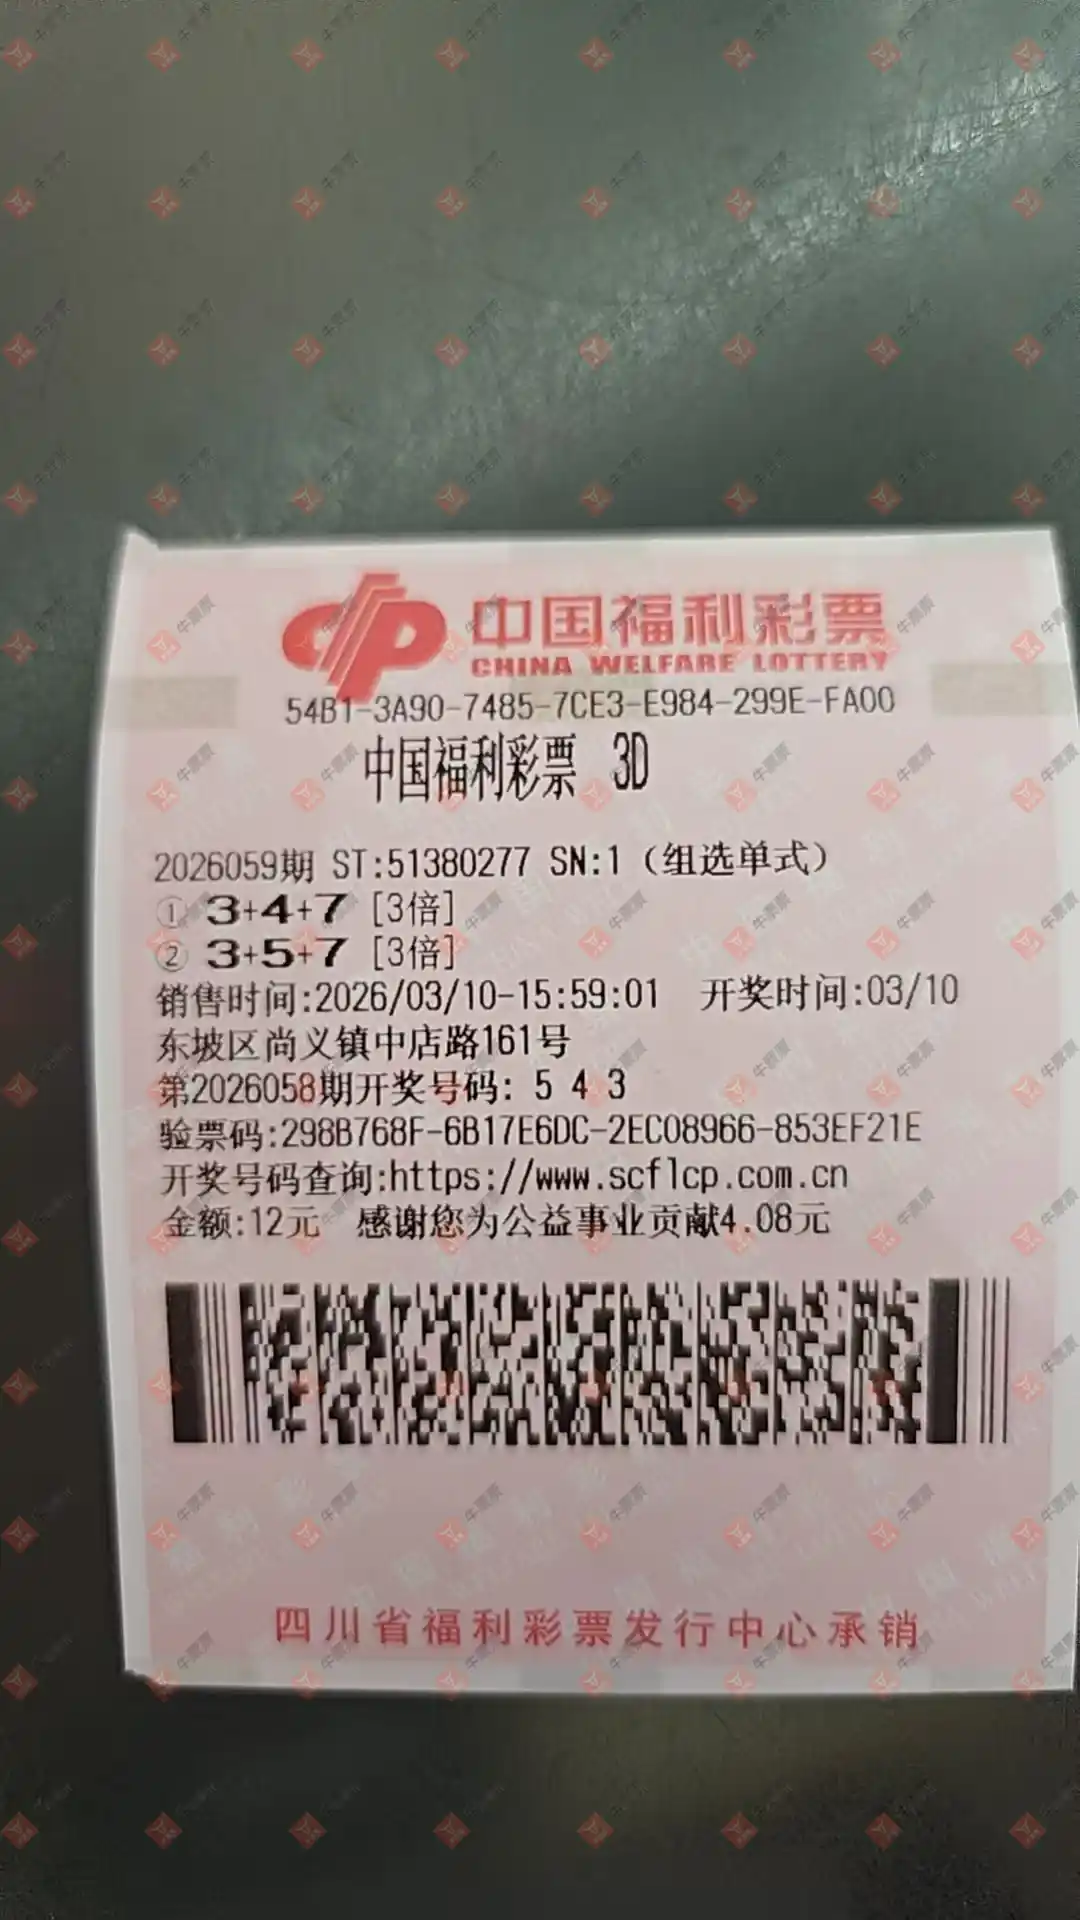 中国福利彩票
CHINA WELFARE LOTTERY
54B1-3A90-7485-7CE3-E984-299E-FA00
中国福利彩票 3D
2026059期 ST:51380277 SN:1（组选单式）
① 3+4+7 [3倍]
② 3+5+7 [3倍]
销售时间:2026/03/10-15:59:01 开奖时间:03/10
东坡区尚义镇中店路161号
第2026058期开奖号码: 5 4 3
验票码:298B768F-6B17E6DC-2EC08966-853EF21E
开奖号码查询:https://www.scflcp.com.cn
金额:12元 感谢您为公益事业贡献4.08元
四川省福利彩票发行中心承销